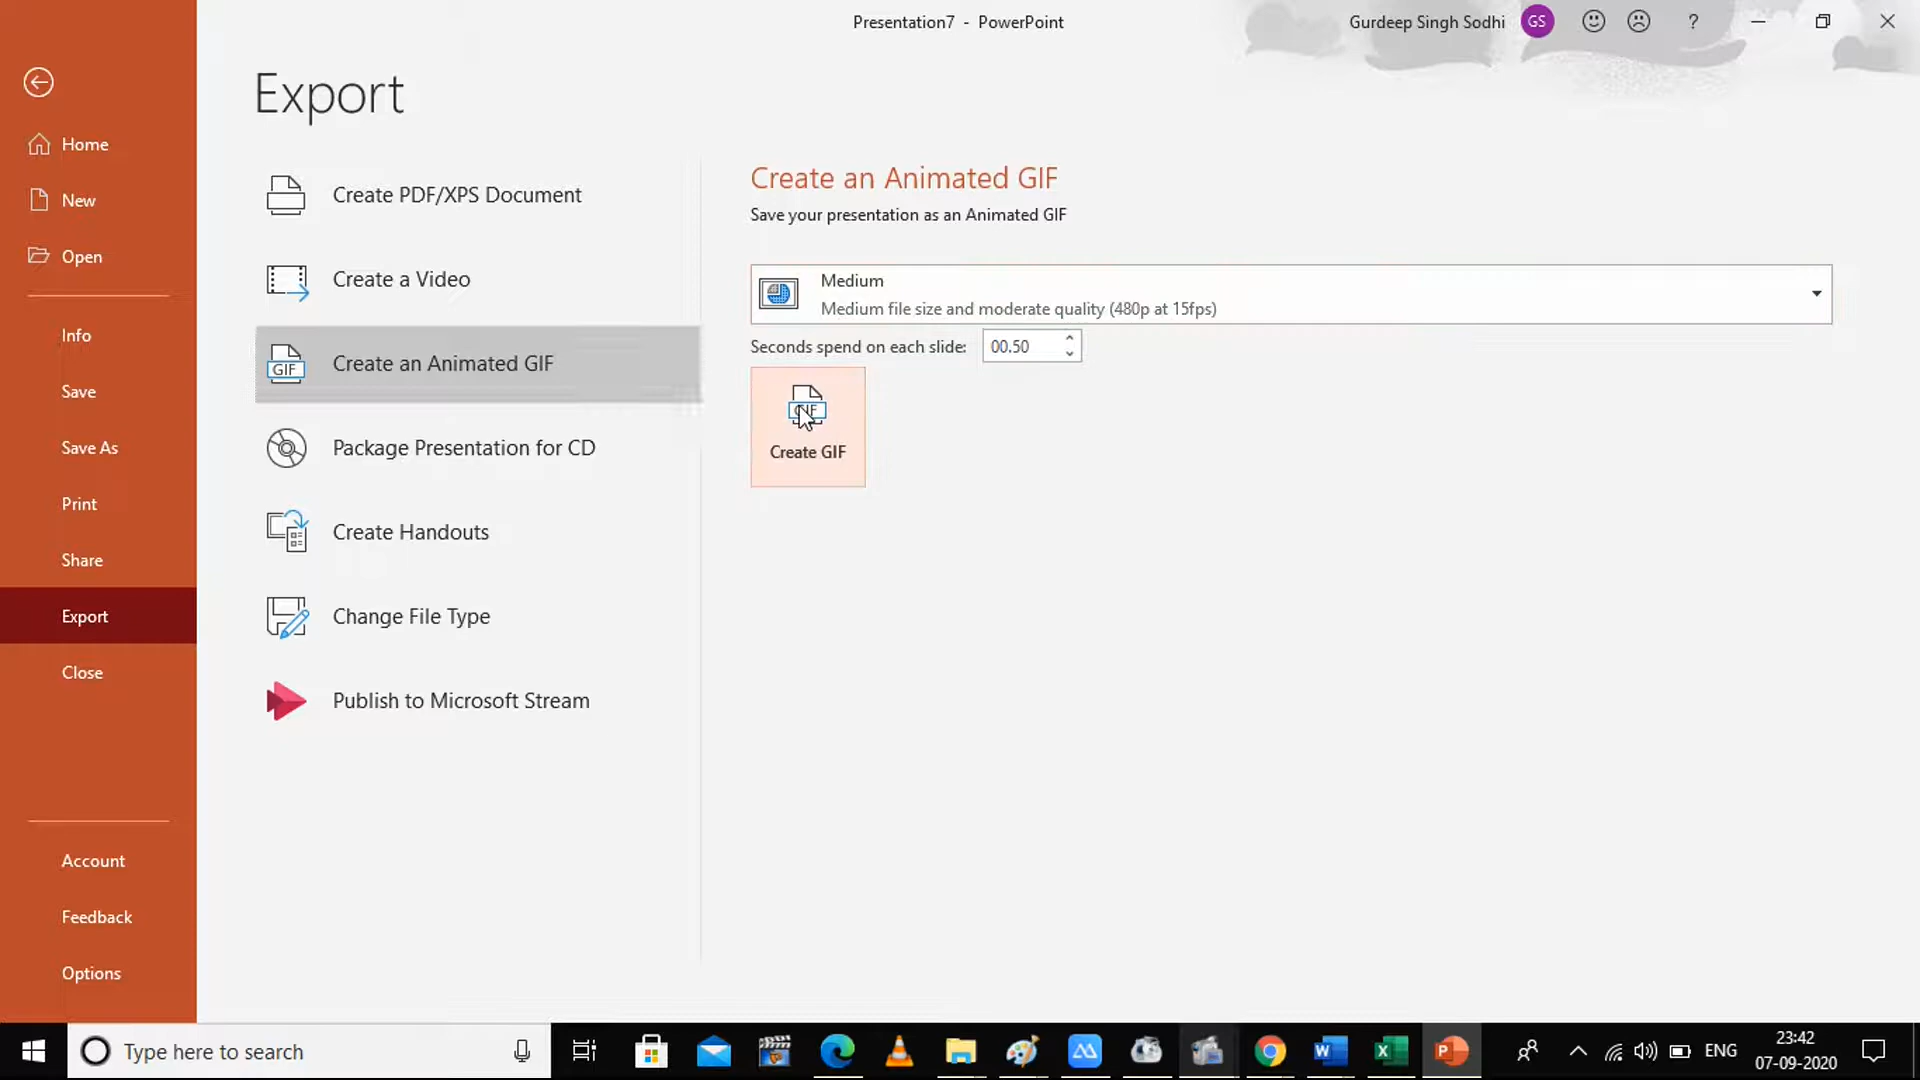 Presentation7 - PowerPoint
Gurdeep Singh Sodhi
GS
?
Export
Home
New
Open
Info
Save
Save As
Print
Share
Export
Close
Account
Feedback
Options
Create PDF/XPS Document
Create a Video
GIF
Create an Animated GIF
Package Presentation for CD
Create Handouts
Change File Type
Publish to Microsoft Stream
Create an Animated GIF
Save your presentation as an Animated GIF
Medium
Medium file size and moderate quality (480p at 15fps)
Seconds spend on each slide: 00.50
GIF
Create GIF
Type here to search
W
X
P
ENG
23:42
07-09-2020